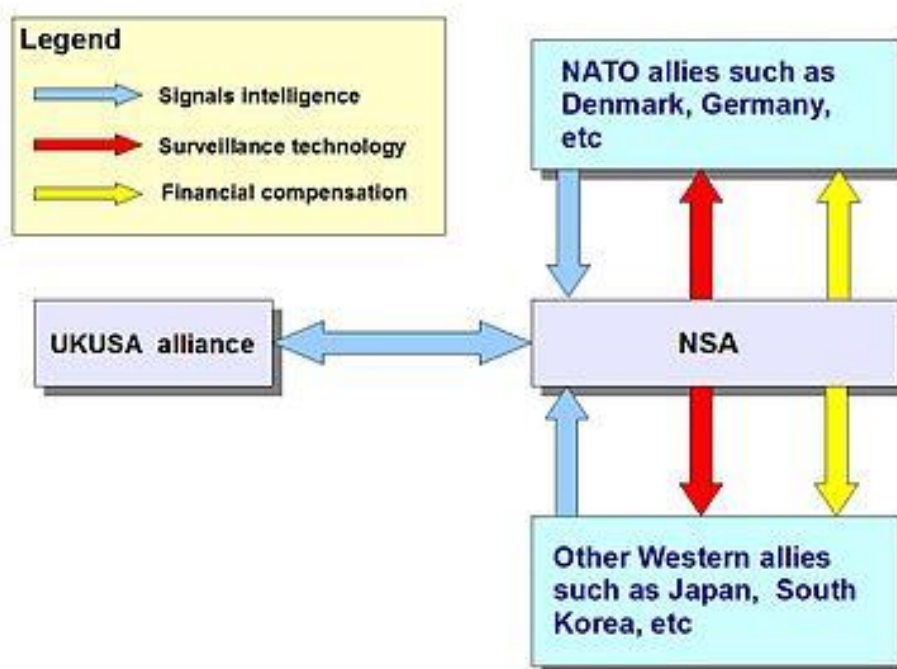 Legend
Signals intelligence
Surveillance technology
Financial compensation
NATO allies such as
Denmark, Germany,
etc
UKUSA alliance
NSA
Other Western allies
such as Japan, South
Korea, etc